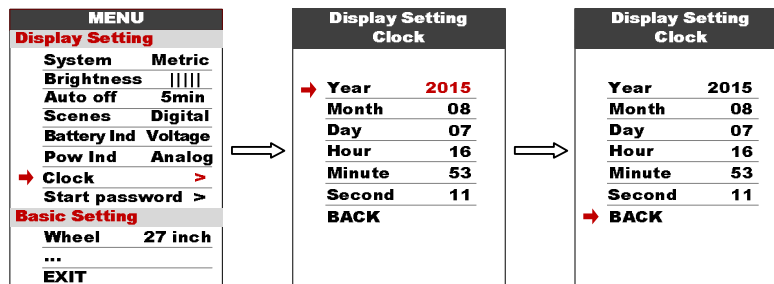 MENU
Display Setting
System Metric
Brightness |||||
Auto off 5min
Scenes Digital
Battery Ind Voltage
Pow Ind Analog
Clock >
Start password >
Basic Setting
Wheel 27 inch
...
EXIT
Display Setting
Clock
Year 2015
Month 08
Day 07
Hour 16
Minute 53
Second 11
BACK
Display Setting
Clock
Year 2015
Month 08
Day 07
Hour 16
Minute 53
Second 11
BACK